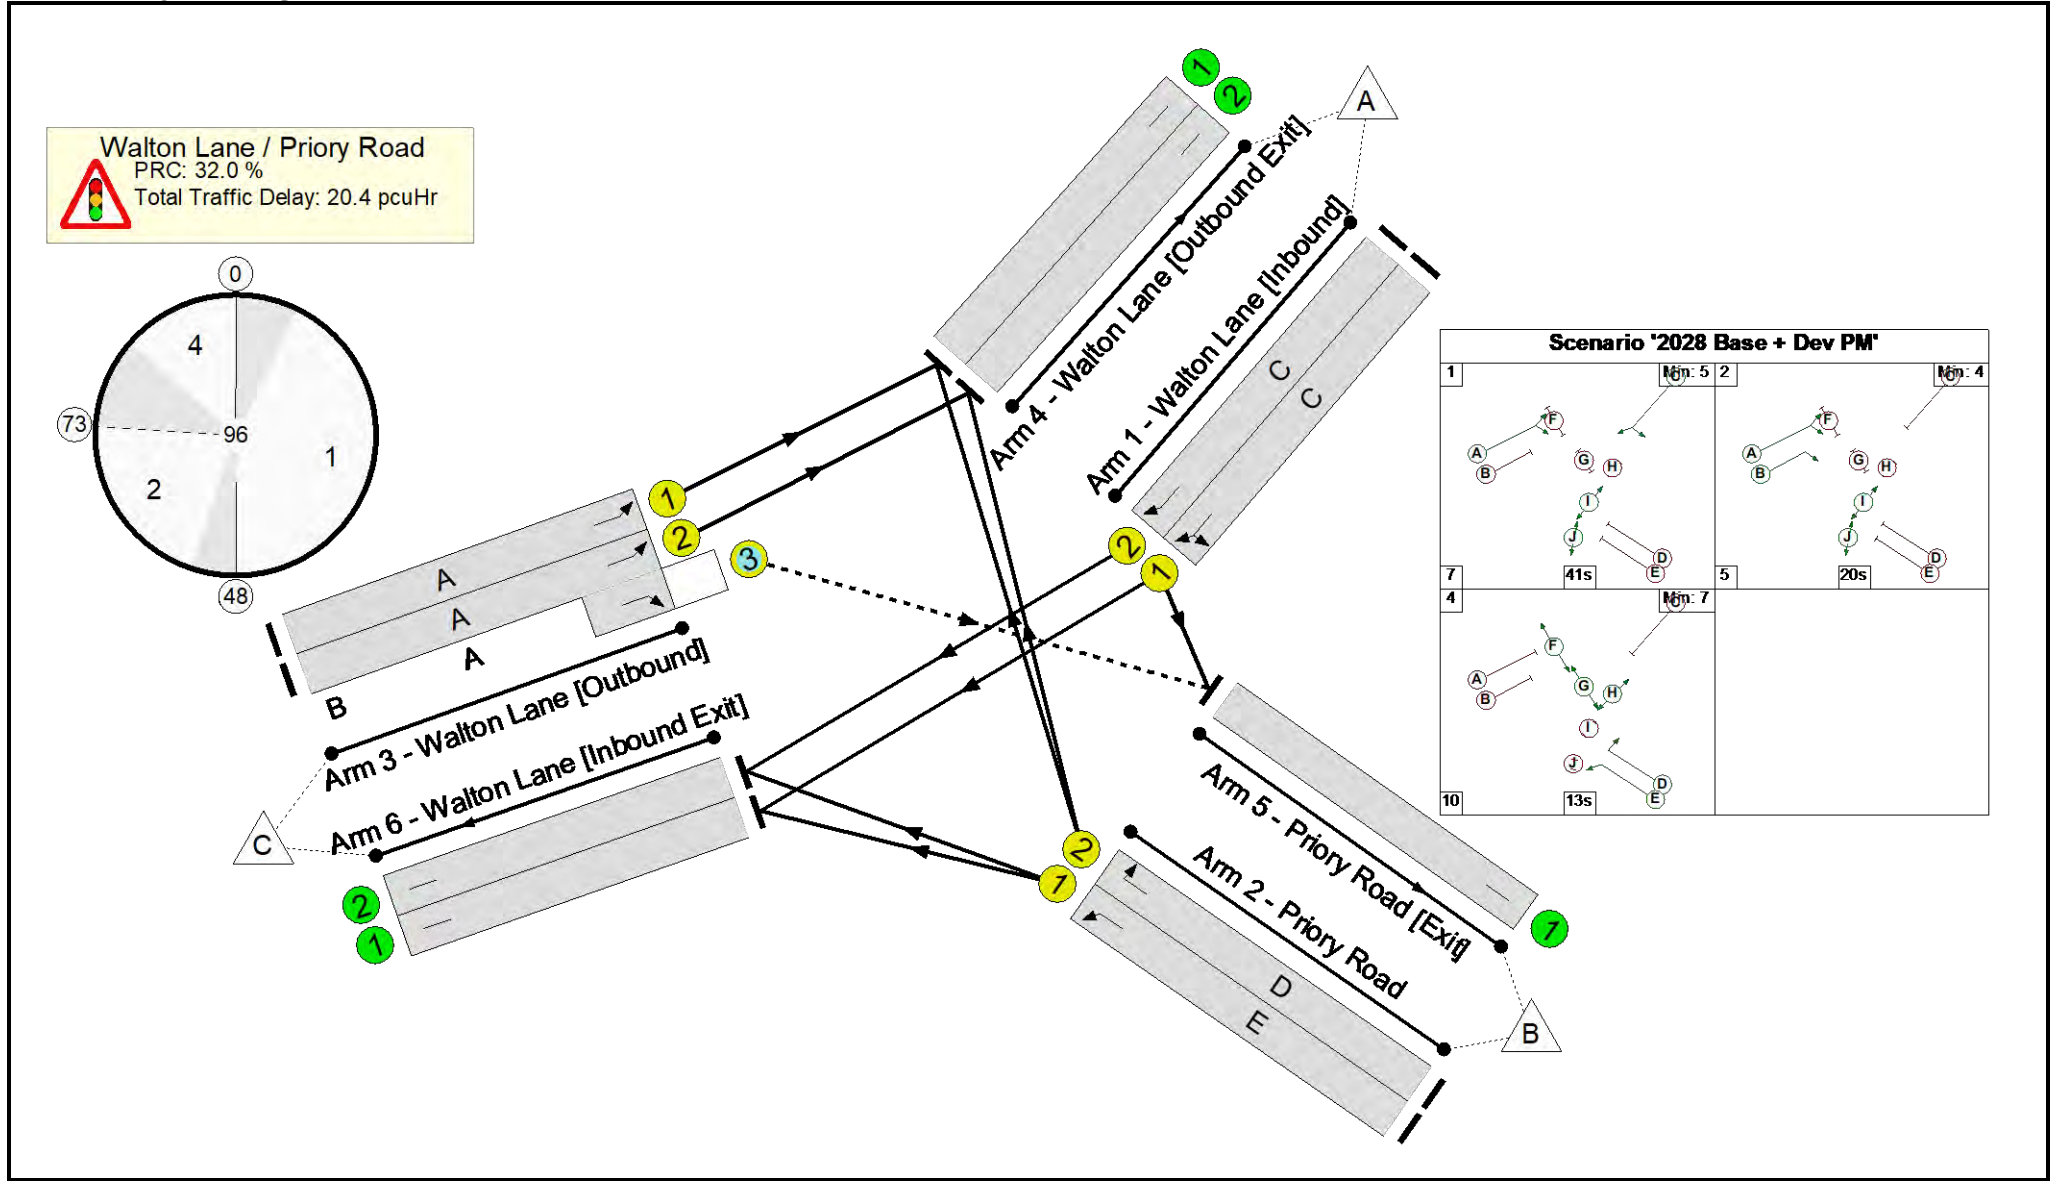 Walton Lane / Priory Road
PRC: 32.0 %
Total Traffic Delay: 20.4 pcuHr
0
4
73
96
1
2
48
1
2
A
Arm 4 - Walton Lane [Outbound Exit]
Arm 1 - Walton Lane [Inbound]
C
C
2
1
1
2
3
A
A
A
B
Arm 3 - Walton Lane [Outbound]
Arm 6 - Walton Lane [Inbound Exit]
C
2
1
2
1
Arm 5 - Priory Road [Exit]
Arm 2 - Priory Road
D
E
1
B
Scenario '2028 Base + Dev PM'
1
Min: 5
C
F
A
B
G
H
I
J
D
E
7
41s
2
Min: 4
C
F
A
B
G
H
I
J
D
E
5
20s
4
Min: 7
C
F
A
B
G
H
I
J
D
E
10
13s